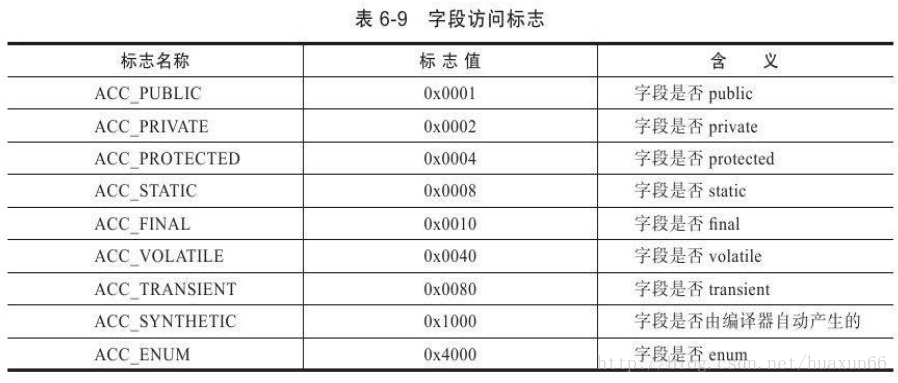 表 6-9 字段访问标志
标志名称 标 志 值 含 义
ACC_PUBLIC 0x0001 字段是否 public
ACC_PRIVATE 0x0002 字段是否 private
ACC_PROTECTED 0x0004 字段是否 protected
ACC_STATIC 0x0008 字段是否 static
ACC_FINAL 0x0010 字段是否 final
ACC_VOLATILE 0x0040 字段是否 volatile
ACC_TRANSIENT 0x0080 字段是否 transient
ACC_SYNTHETIC 0x1000 字段是否由编译器自动产生的
ACC_ENUM 0x4000 字段是否 enum
http://blog.csdn.net/huaxun66